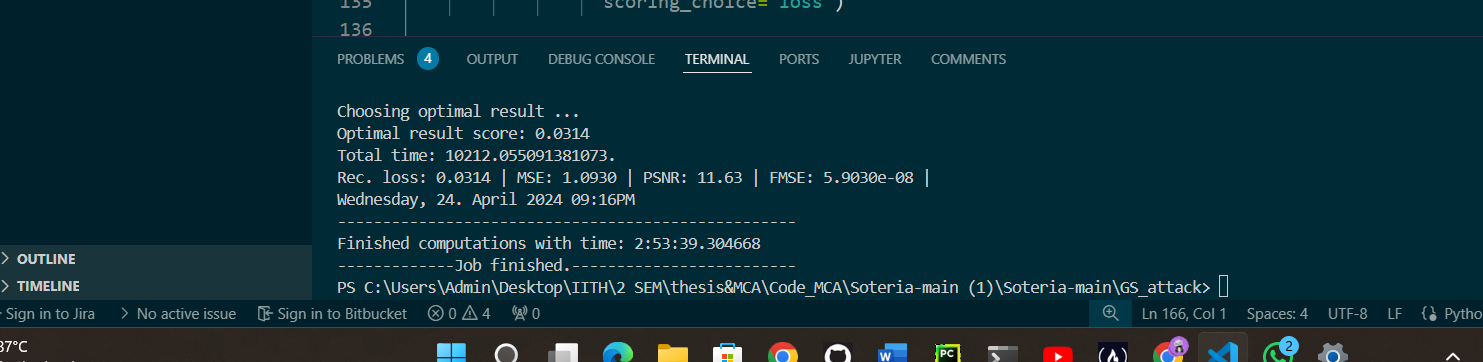 135
scoring_choice='loss')
136
PROBLEMS 4 OUTPUT DEBUG CONSOLE TERMINAL PORTS JUPYTER COMMENTS
Choosing optimal result ...
Optimal result score: 0.0314
Total time: 10212.055091381073.
Rec. loss: 0.0314 | MSE: 1.0930 | PSNR: 11.63 | FMSE: 5.9030e-08 |
Wednesday, 24. April 2024 09:16PM
---------------------------------------------------
Finished computations with time: 2:53:39.304668
-------------Job finished.-------------------------
PS C:\Users\Admin\Desktop\IITH\2 SEM\thesis&MCA\Code_MCA\Soteria-main (1)\Soteria-main\GS_attack>
OUTLINE
TIMELINE
Sign in to Jira No active issue Sign in to Bitbucket 0 4 0 Ln 166, Col 1 Spaces: 4 UTF-8 LF Pytho
37°C
W PC 2